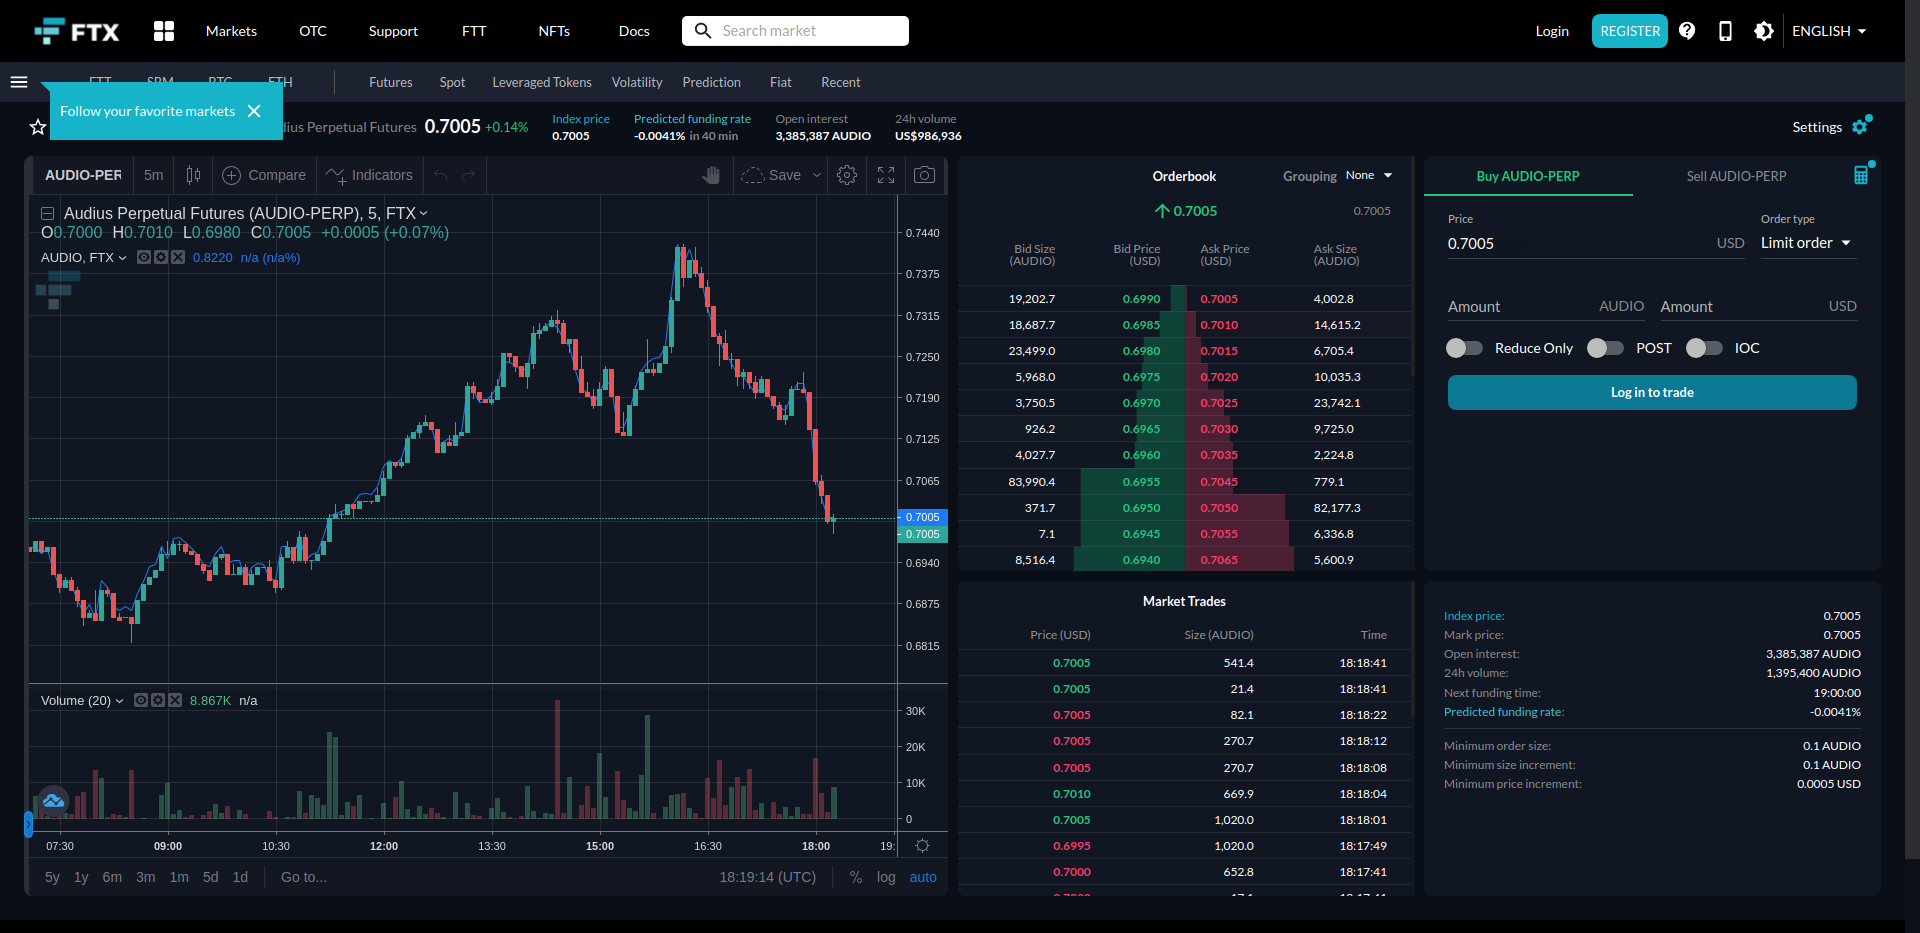 FTX Markets OTC Support FTT NFTs Docs Search market Login REGISTER ENGLISH
FTT SRM BTC ETH Futures Spot Leveraged Tokens Volatility Prediction Fiat Recent
Follow your favorite markets
Perpetual Futures 0.7005 +0.14%
Index price
0.7005
Predicted funding rate
-0.0041% in 40 min
Open interest
3,385,387 AUDIO
24h volume
US$986,936
Settings
AUDIO-PER 5m Compare Indicators Save
Audius Perpetual Futures (AUDIO-PERP), 5, FTX
O0.7000 H0.7010 L0.6980 C0.7005 +0.0005 (+0.07%)
AUDIO, FTX 0.8220 n/a (n/a%)
0.7440
0.7375
0.7315
0.7250
0.7190
0.7125
0.7065
0.7005
0.7005
0.6940
0.6875
0.6815
Volume (20) 8.867K n/a
30K
20K
10K
0
07:30 09:00 10:30 12:00 13:30 15:00 16:30 18:00 19:
5y 1y 6m 3m 1m 5d 1d Go to... 18:19:14 (UTC) % log auto
Orderbook Grouping None
0.7005 0.7005
Bid Size (AUDIO) Bid Price (USD) Ask Price (USD) Ask Size (AUDIO)
19,202.7 0.6990 0.7005 4,002.8
18,687.7 0.6985 0.7010 14,615.2
23,499.0 0.6980 0.7015 6,705.4
5,968.0 0.6975 0.7020 10,035.3
3,750.5 0.6970 0.7025 23,742.1
926.2 0.6965 0.7030 9,725.0
4,027.7 0.6960 0.7035 2,224.8
83,990.4 0.6955 0.7045 779.1
371.7 0.6950 0.7050 82,177.3
7.1 0.6945 0.7055 6,336.8
8,516.4 0.6940 0.7065 5,600.9
Market Trades
Price (USD) Size (AUDIO) Time
0.7005 541.4 18:18:41
0.7005 21.4 18:18:41
0.7005 82.1 18:18:22
0.7005 270.7 18:18:12
0.7005 270.7 18:18:08
0.7010 669.9 18:18:04
0.7005 1,020.0 18:18:01
0.6995 1,020.0 18:17:49
0.7000 652.8 18:17:41
Buy AUDIO-PERP Sell AUDIO-PERP
Price Order type
0.7005 USD Limit order
Amount AUDIO Amount USD
Reduce Only POST IOC
Log in to trade
Index price: 0.7005
Mark price: 0.7005
Open interest: 3,385,387 AUDIO
24h volume: 1,395,400 AUDIO
Next funding time: 19:00:00
Predicted funding rate: -0.0041%
Minimum order size: 0.1 AUDIO
Minimum size increment: 0.1 AUDIO
Minimum price increment: 0.0005 USD